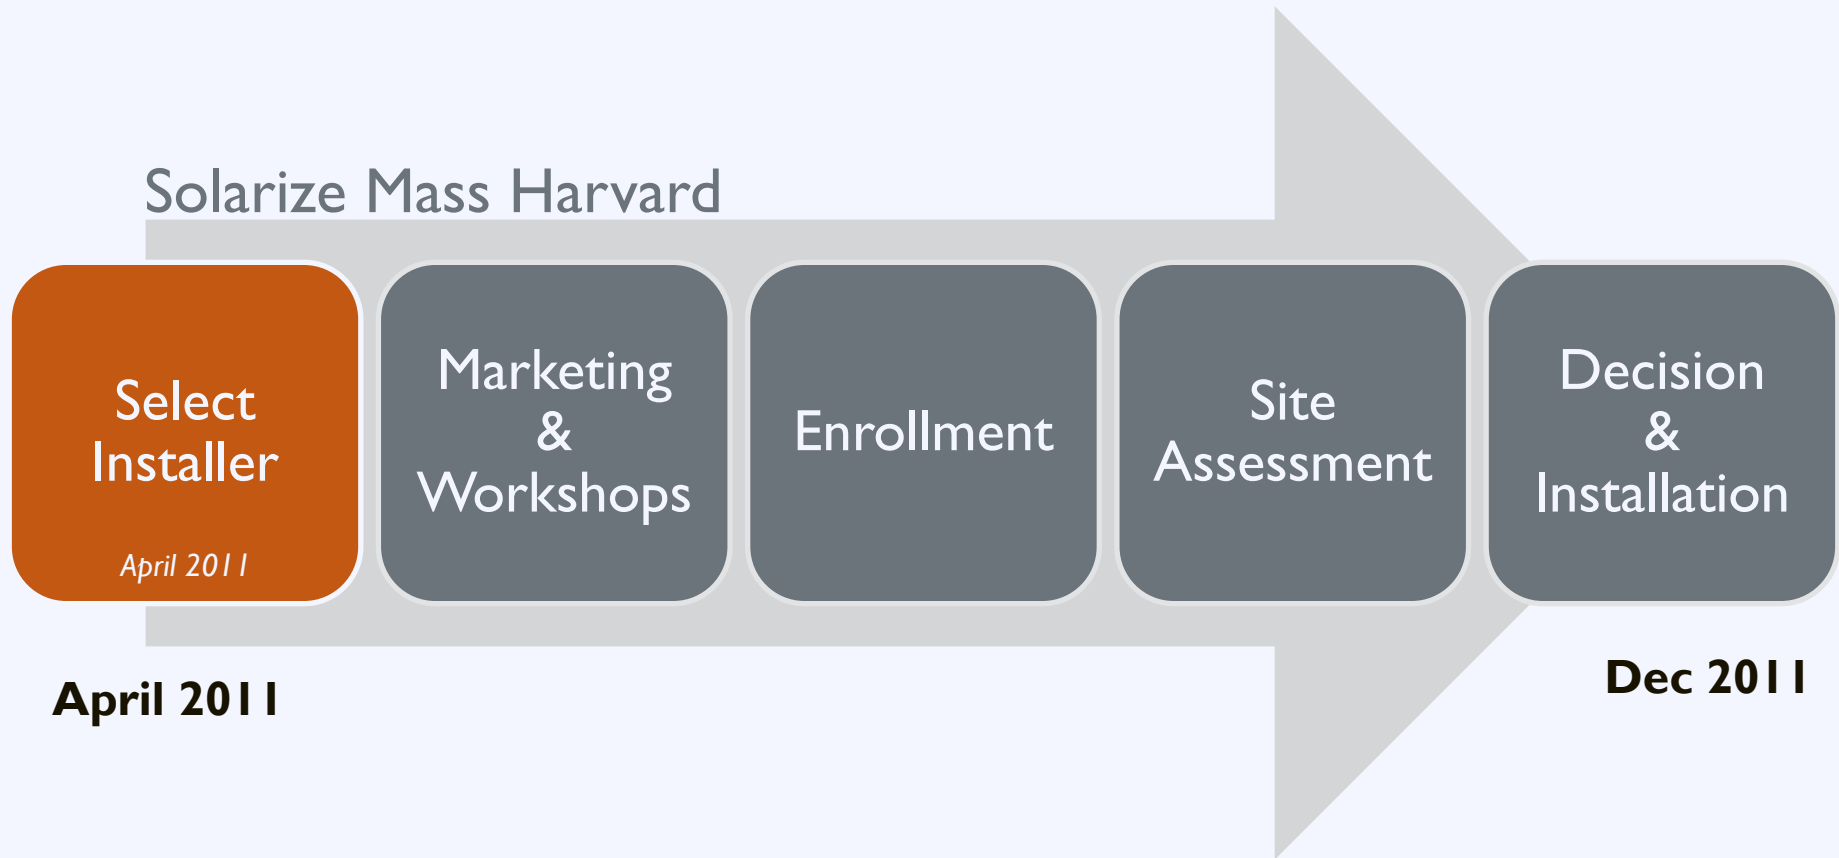 Solarize Mass Harvard
Select
Installer
April 2011
Marketing
&
Workshops
Enrollment
Site
Assessment
Decision
&
Installation
April 2011
Dec 2011